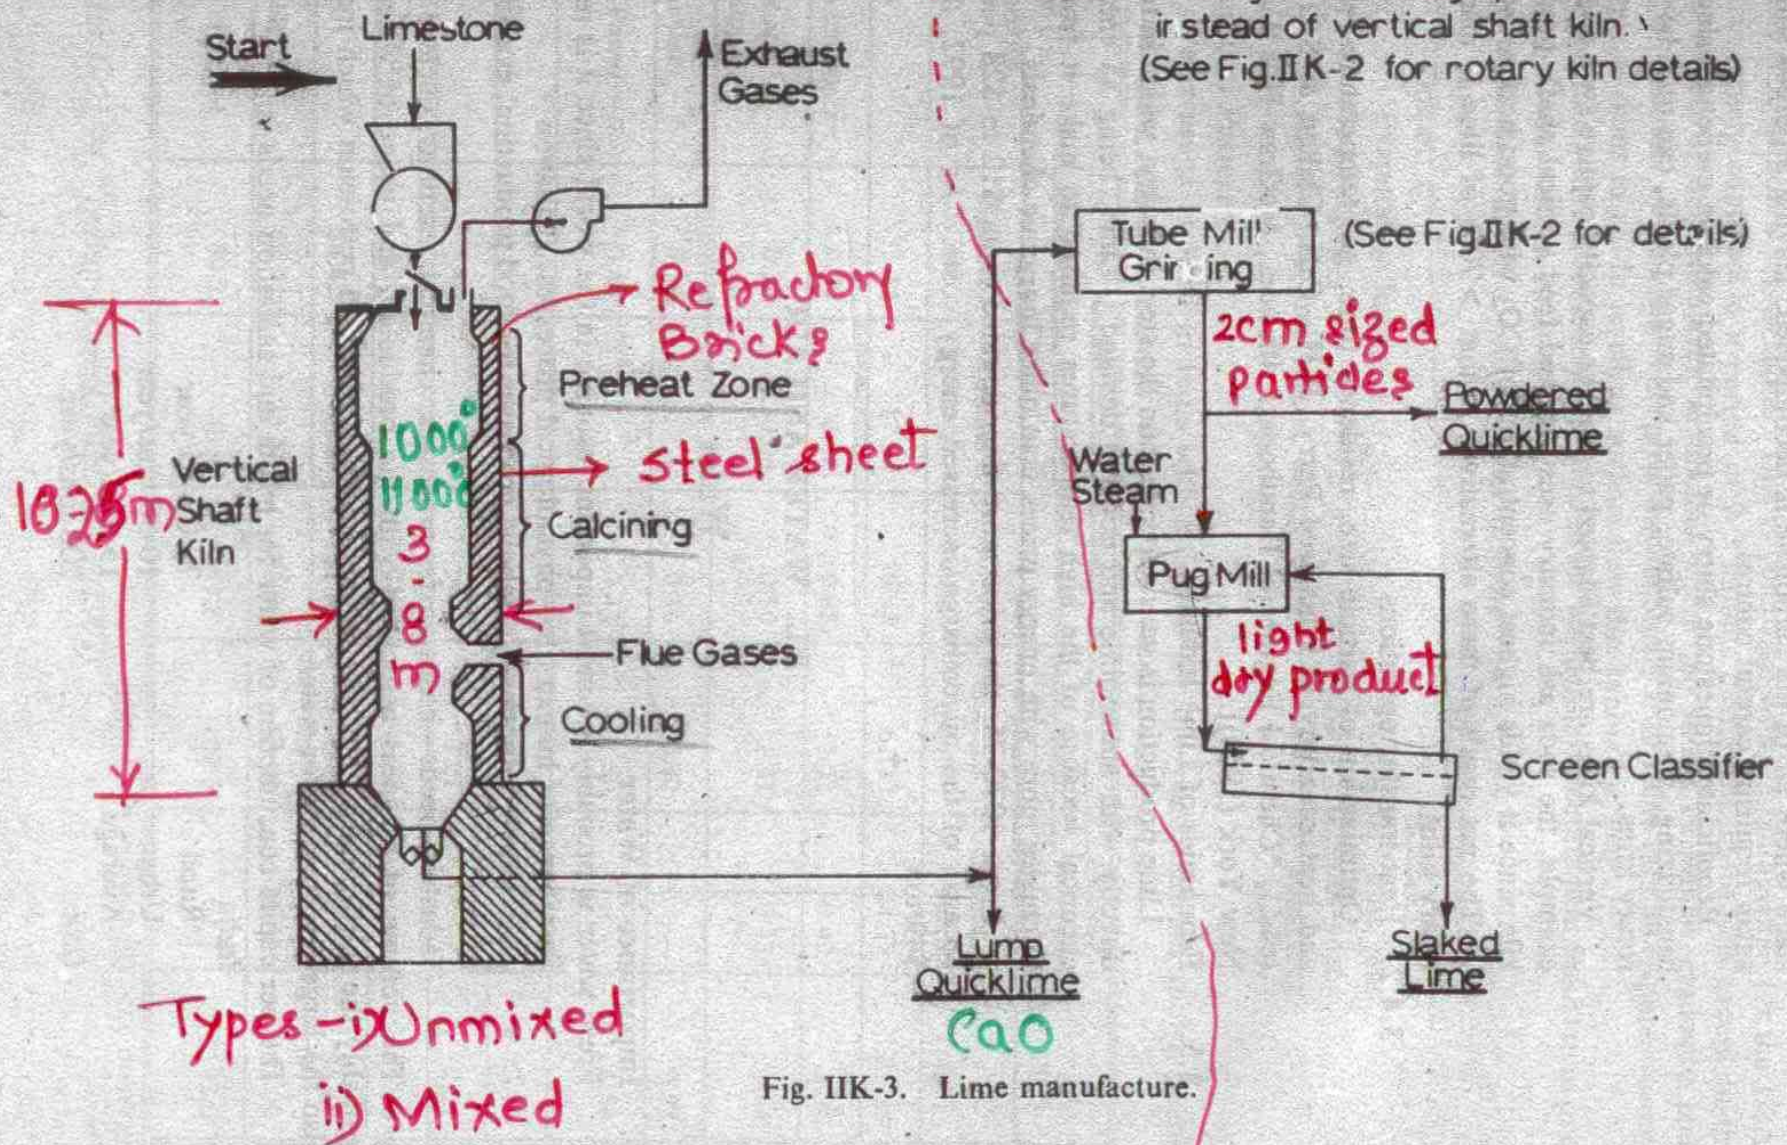 Start
Limestone
Exhaust
Gases
instead of vertical shaft kiln.
(See Fig.IIK-2 for rotary kiln details)
Tube Mill
Grinding
(See Fig.IIK-2 for details)
Refractory
Bricks
2cm sized
particles
Preheat Zone
Powdered
Quicklime
1000°
1100°
steel sheet
Water
Steam
Vertical
Shaft
Kiln
Calcining
3
-
8
m
Pug Mill
light
dry product
Flue Gases
Cooling
Screen Classifier
Lump
Quicklime
CaO
Slaked
Lime
Types - i) Unmixed
ii) Mixed
Fig. IIK-3. Lime manufacture.